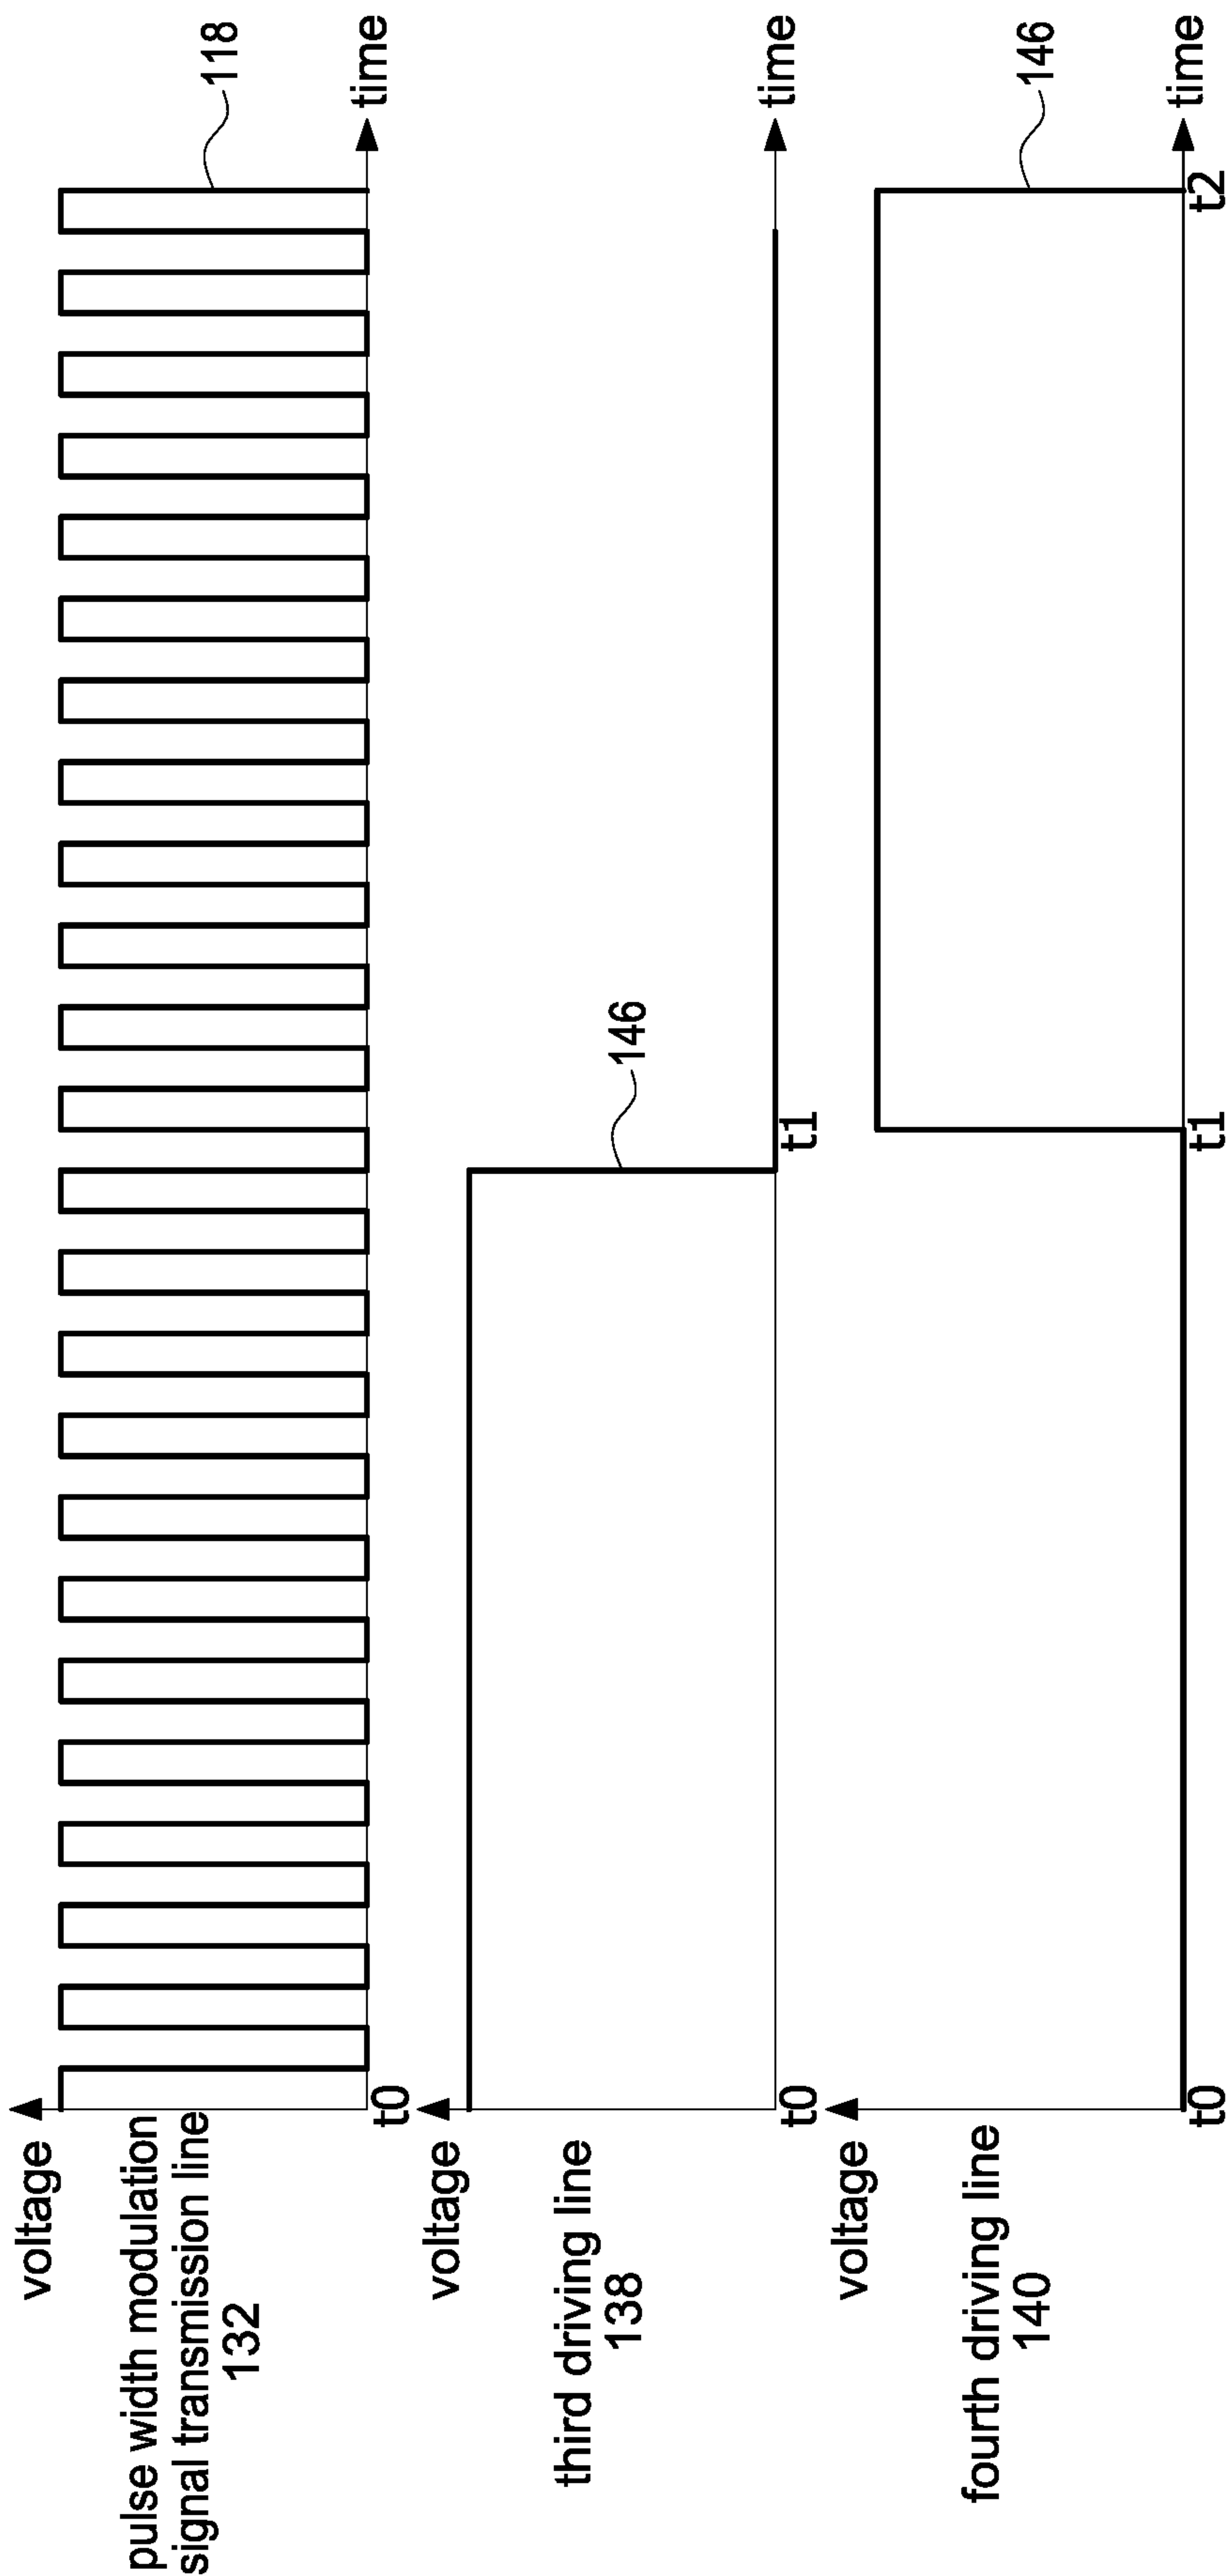 voltage
pulse width modulation
signal transmission line
132
118
t0
time
voltage
third driving line
138
146
t0
t1
time
voltage
fourth driving line
140
146
t0
t1
t2
time